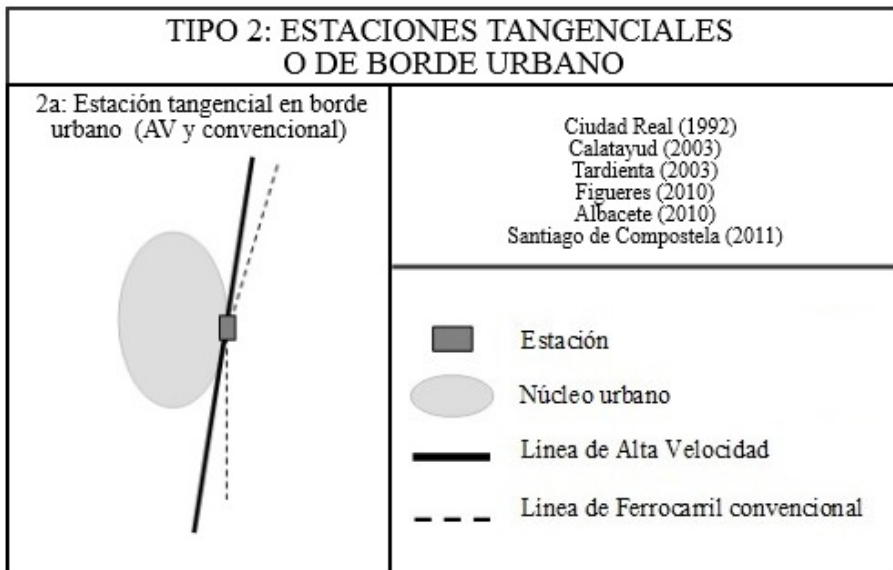 TIPO 2: ESTACIONES TANGENCIALES
O DE BORDE URBANO
2a: Estación tangencial en borde
urbano (AV y convencional)
Ciudad Real (1992)
Calatayud (2003)
Tardienta (2003)
Figueres (2010)
Albacete (2010)
Santiago de Compostela (2011)
Estación
Núcleo urbano
Linea de Alta Velocidad
Linea de Ferrocarril convencional